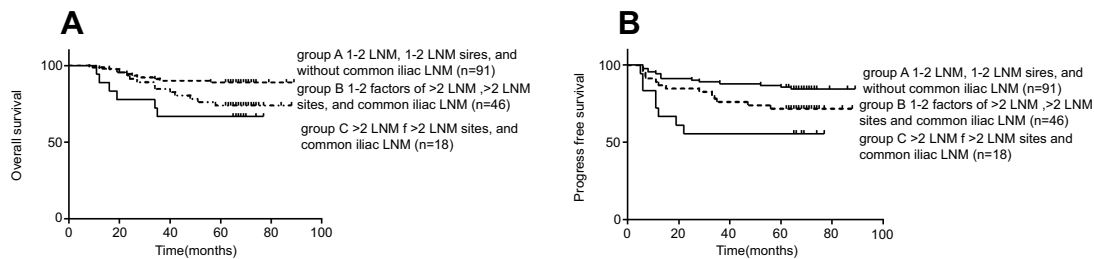 A
Overall survival
100
50
0
0
20
40
60
80
100
Time(months)
group A 1-2 LNM, 1-2 LNM sires, and
without common iliac LNM (n=91)
group B 1-2 factors of >2 LNM ,>2 LNM
sites, and common iliac LNM (n=46)
group C >2 LNM f >2 LNM sites, and
common iliac LNM (n=18)
B
Progress free survival
100
50
0
0
20
40
60
80
100
Time(months)
group A 1-2 LNM, 1-2 LNM sires, and
without common iliac LNM (n=91)
group B 1-2 factors of >2 LNM ,>2 LNM
sites and common iliac LNM (n=46)
group C >2 LNM f >2 LNM sites and
common iliac LNM (n=18)